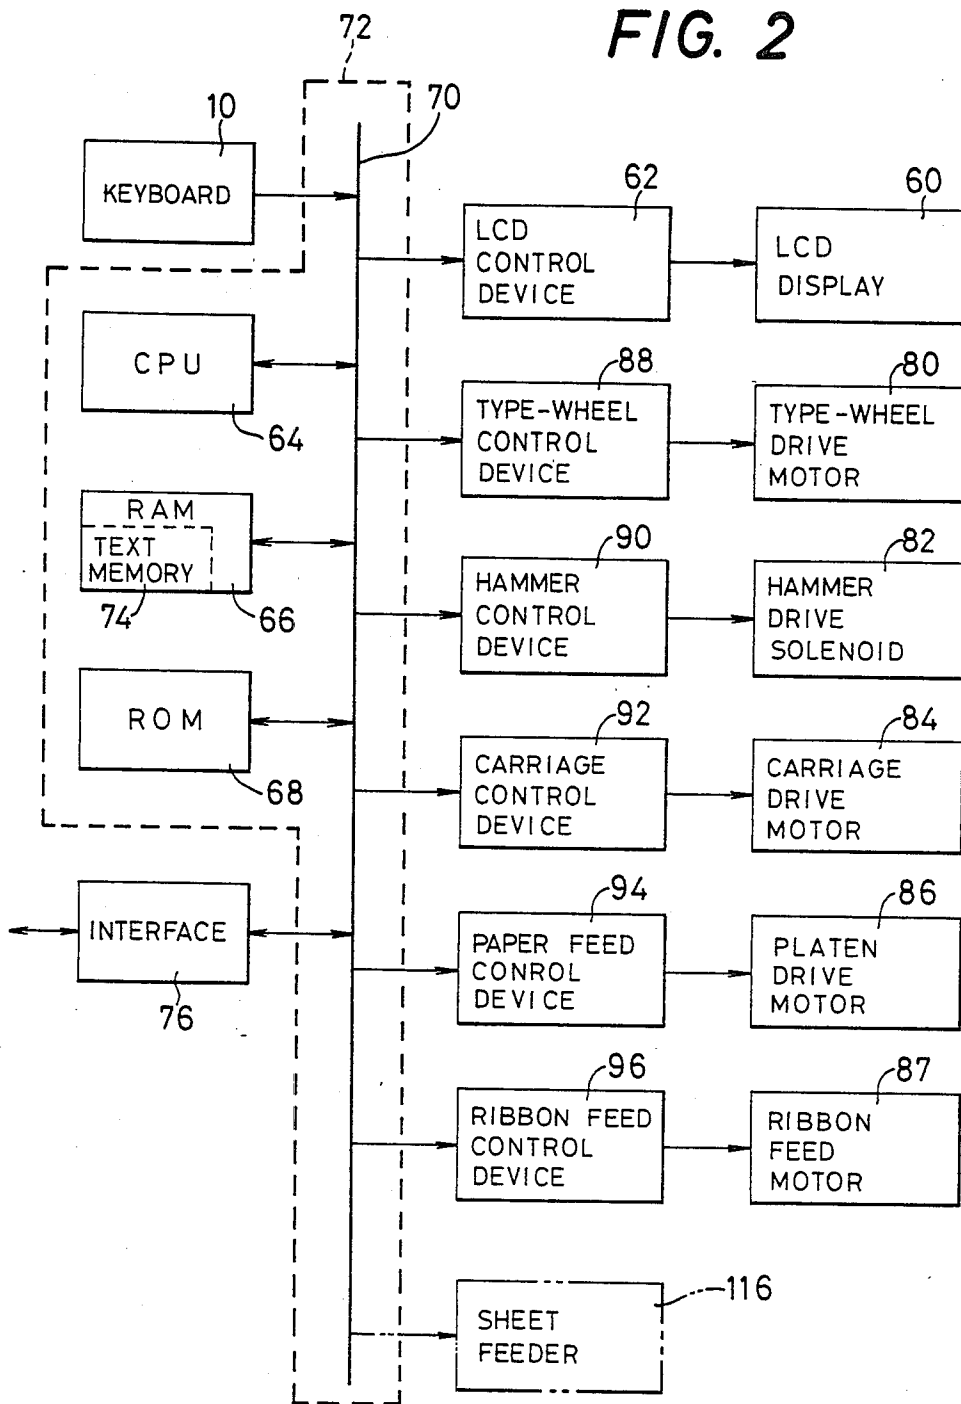 FIG. 2
72
70
10
KEYBOARD
62
LCD
CONTROL
DEVICE
60
LCD
DISPLAY
CPU
64
88
TYPE-WHEEL
CONTROL
DEVICE
80
TYPE-WHEEL
DRIVE
MOTOR
RAM
TEXT
MEMORY
74
66
90
HAMMER
CONTROL
DEVICE
82
HAMMER
DRIVE
SOLENOID
ROM
68
92
CARRIAGE
CONTROL
DEVICE
84
CARRIAGE
DRIVE
MOTOR
INTERFACE
76
94
PAPER FEED
CONROL
DEVICE
86
PLATEN
DRIVE
MOTOR
96
RIBBON FEED
CONTROL
DEVICE
87
RIBBON
FEED
MOTOR
116
SHEET
FEEDER